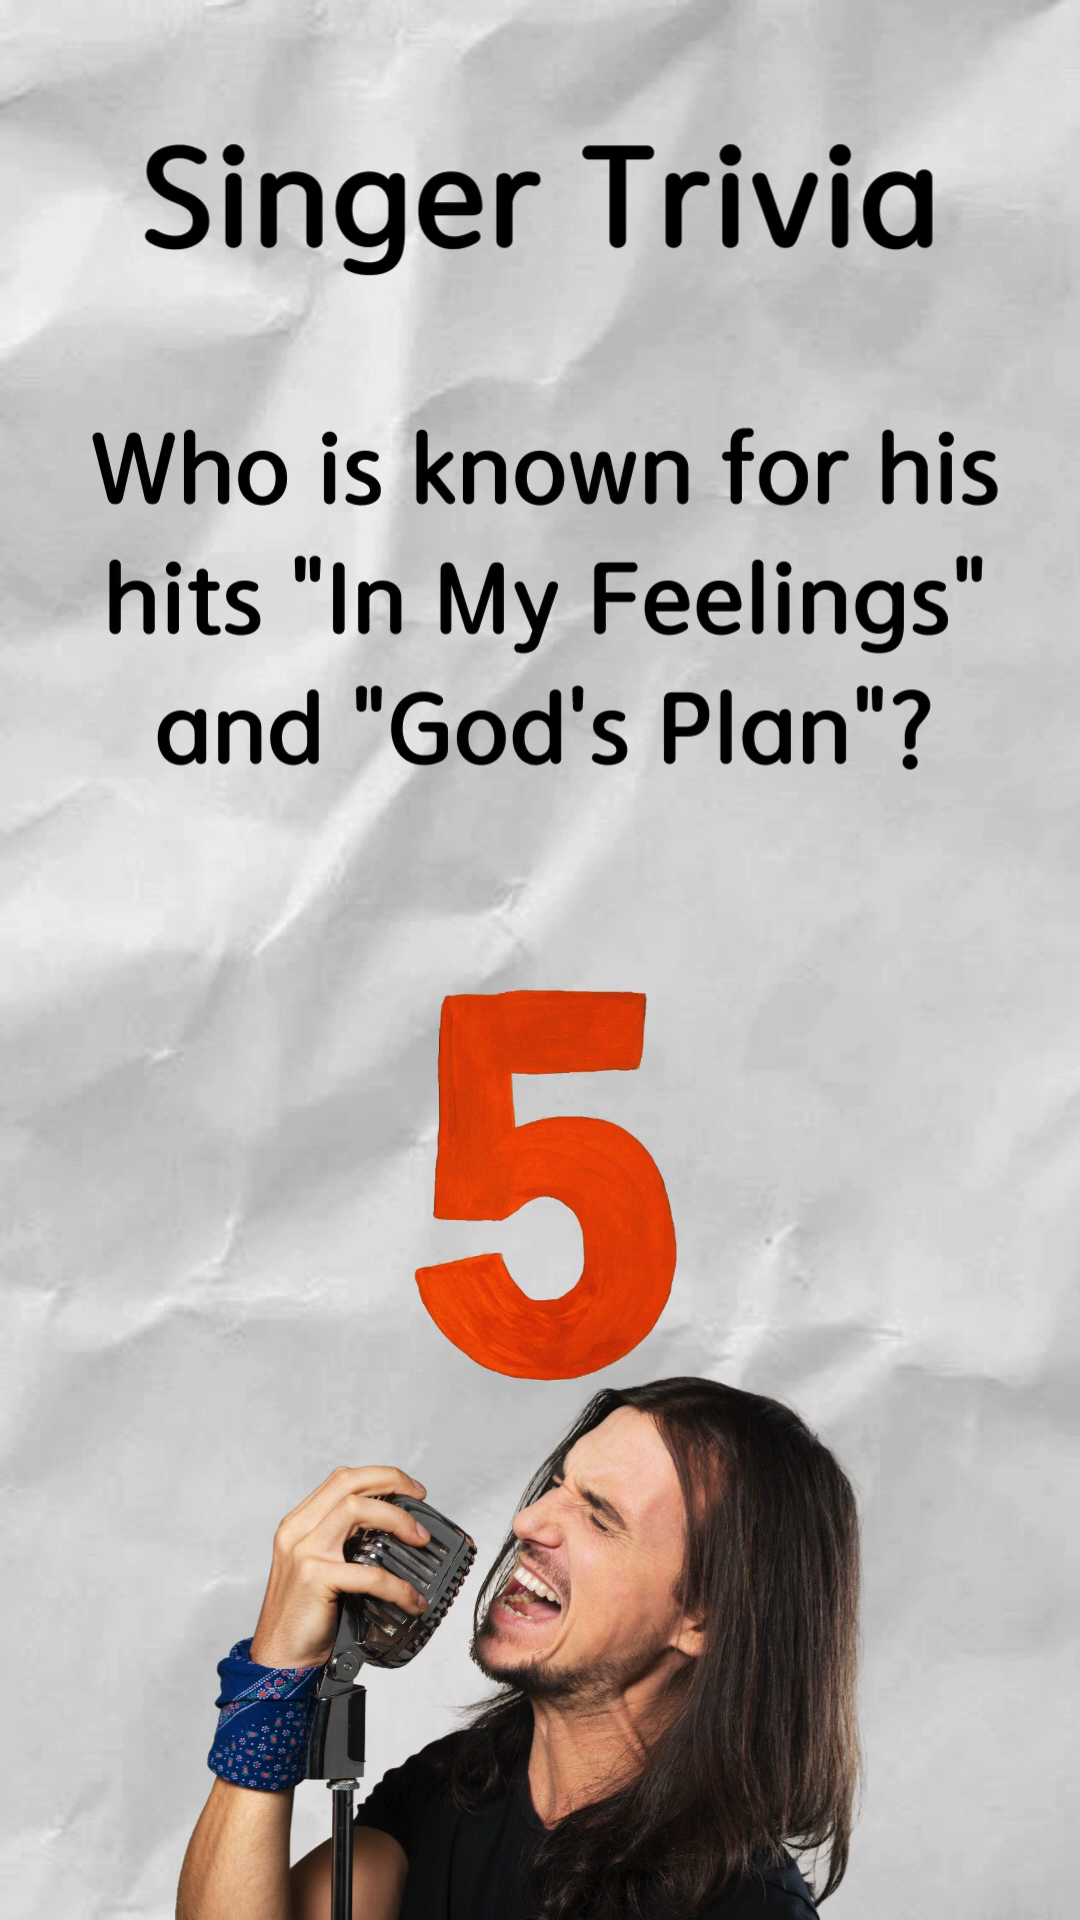 Singer Trivia
Who is known for his
hits "In My Feelings"
and "God's Plan"?
5